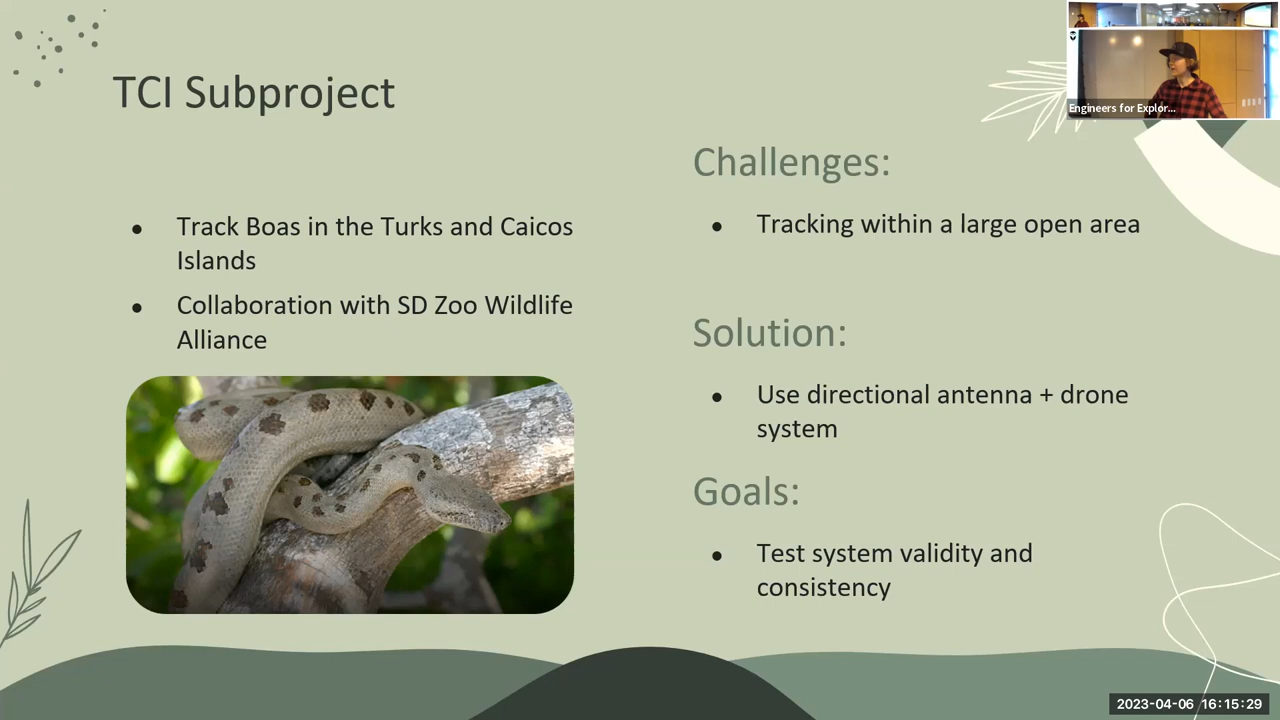 TCI Subproject
Track Boas in the Turks and Caicos
Islands
Collaboration with SD Zoo Wildlife
Alliance
Challenges:
Tracking within a large open area
Solution:
Use directional antenna + drone
system
Goals:
Test system validity and
consistency
Engineers for Explor...
2023-04-06 16:15:29